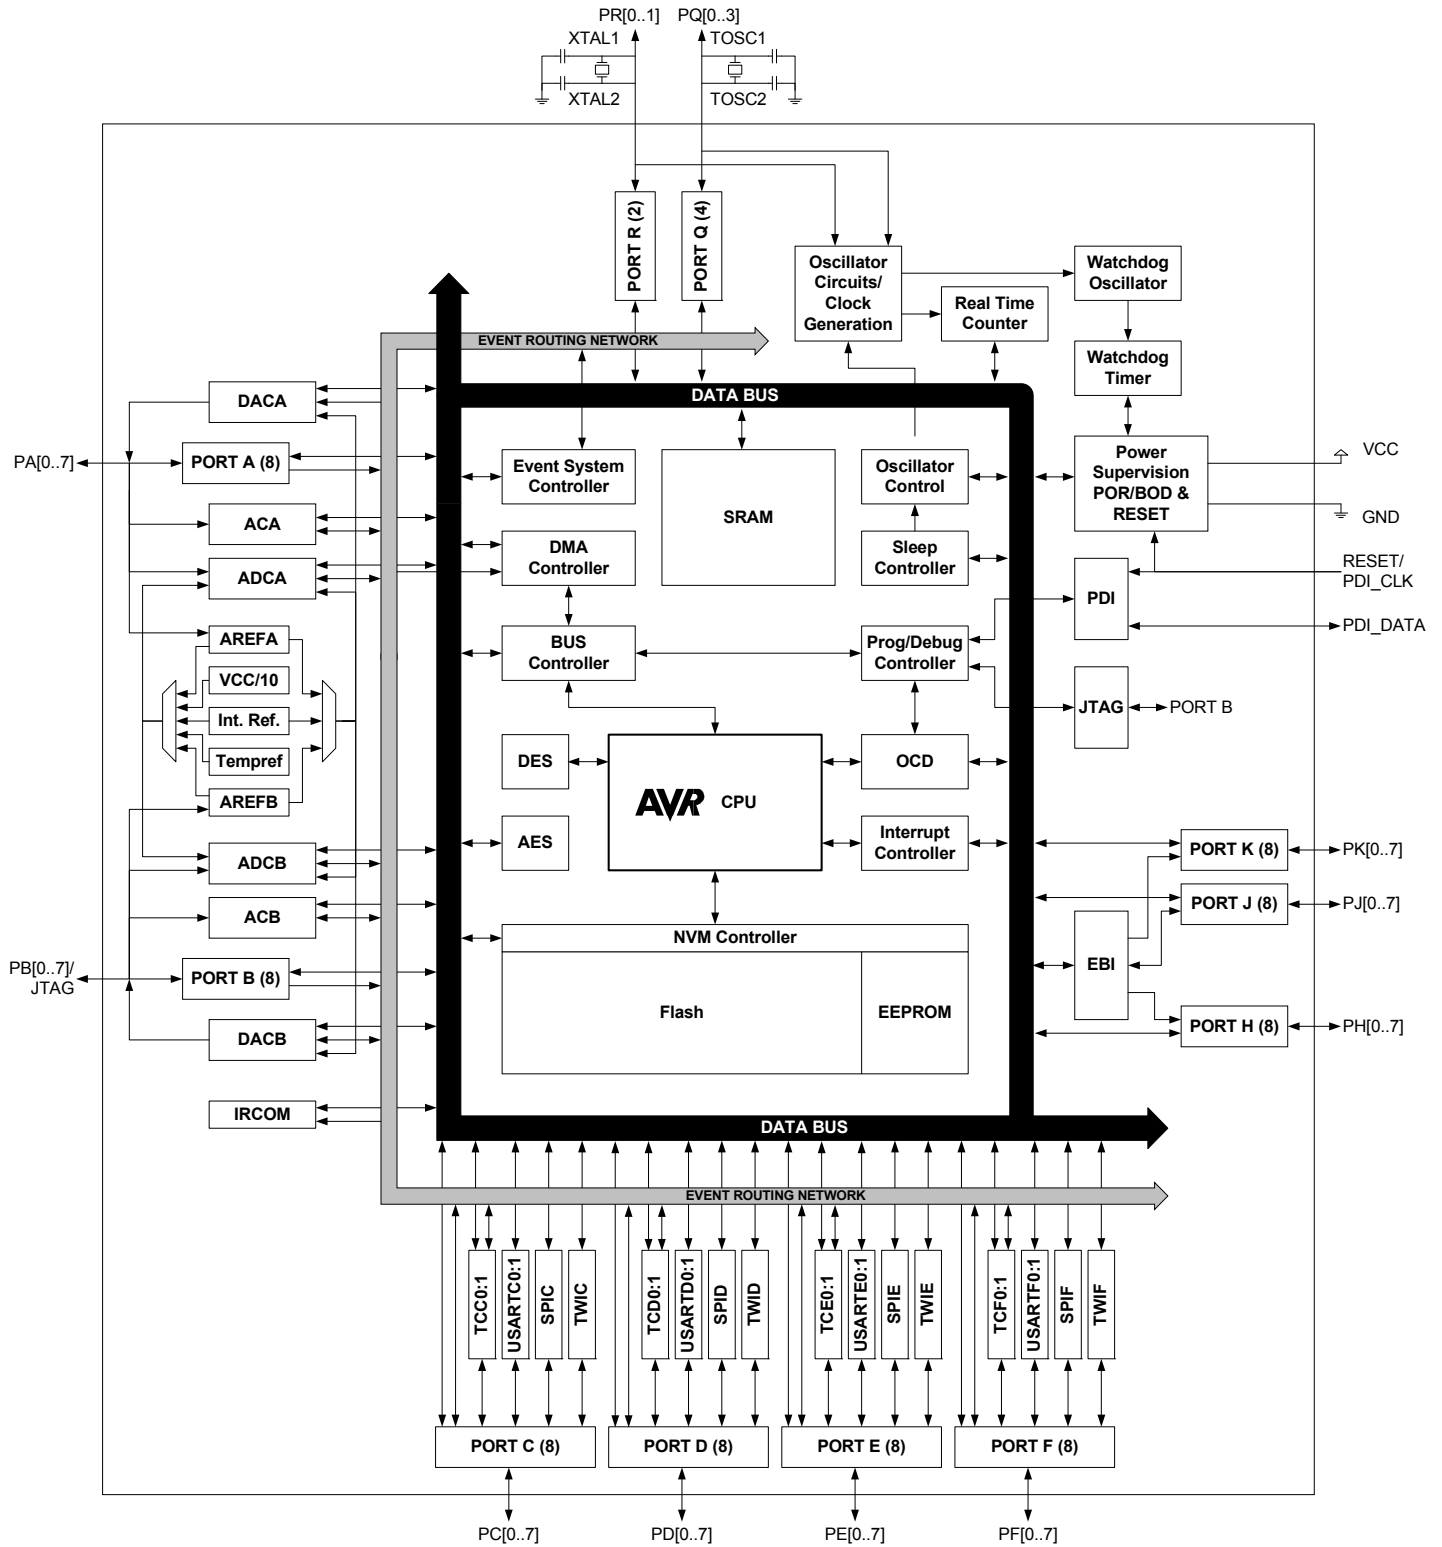 PR[0..1]
PQ[0..3]
XTAL1
TOSC1
XTAL2
TOSC2
PORT R (2)
PORT Q (4)
Oscillator
Circuits/
Clock
Generation
Watchdog
Oscillator
Real Time
Counter
Watchdog
Timer
EVENT ROUTING NETWORK
DATA BUS
DACA
PA[0..7]
PORT A (8)
ACA
ADCA
AREFA
VCC/10
Int. Ref.
Tempref
AREFB
ADCB
ACB
PB[0..7]/
JTAG
PORT B (8)
DACB
IRCOM
Event System
Controller
SRAM
Oscillator
Control
Power
Supervision
POR/BOD &
RESET
VCC
GND
DMA
Controller
Sleep
Controller
RESET/
PDI_CLK
PDI
PDI_DATA
BUS
Controller
Prog/Debug
Controller
JTAG
PORT B
DES
AVR
CPU
OCD
AES
Interrupt
Controller
PORT K (8)
PK[0..7]
PORT J (8)
PJ[0..7]
EBI
PORT H (8)
PH[0..7]
NVM Controller
Flash
EEPROM
DATA BUS
EVENT ROUTING NETWORK
TCC0:1
USARTC0:1
SPIC
TWIC
TCD0:1
USARTD0:1
SPID
TWID
TCE0:1
USARTE0:1
SPIE
TWIE
TCF0:1
USARTF0:1
SPIF
TWIF
PORT C (8)
PORT D (8)
PORT E (8)
PORT F (8)
PC[0..7]
PD[0..7]
PE[0..7]
PF[0..7]